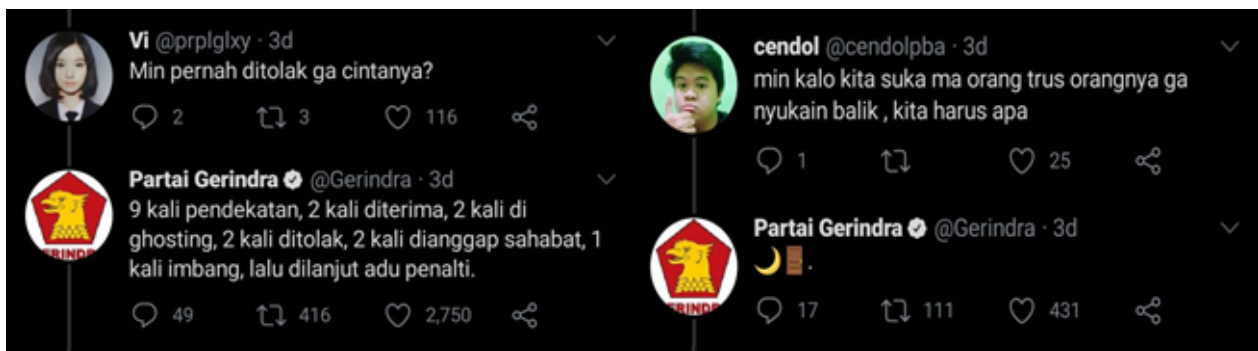 Vi @prplglxy · 3d
Min pernah ditolak ga cintanya?
2 3 116
Partai Gerindra @Gerindra · 3d
9 kali pendekatan, 2 kali diterima, 2 kali di
ghosting, 2 kali ditolak, 2 kali dianggap sahabat, 1
kali imbang, lalu dilanjut adu penalti.
49 416 2,750
cendol @cendolpba · 3d
min kalo kita suka ma orang trus orangnya ga
nyukain balik , kita harus apa
1 25
Partai Gerindra @Gerindra · 3d
🌙🚪.
17 111 431